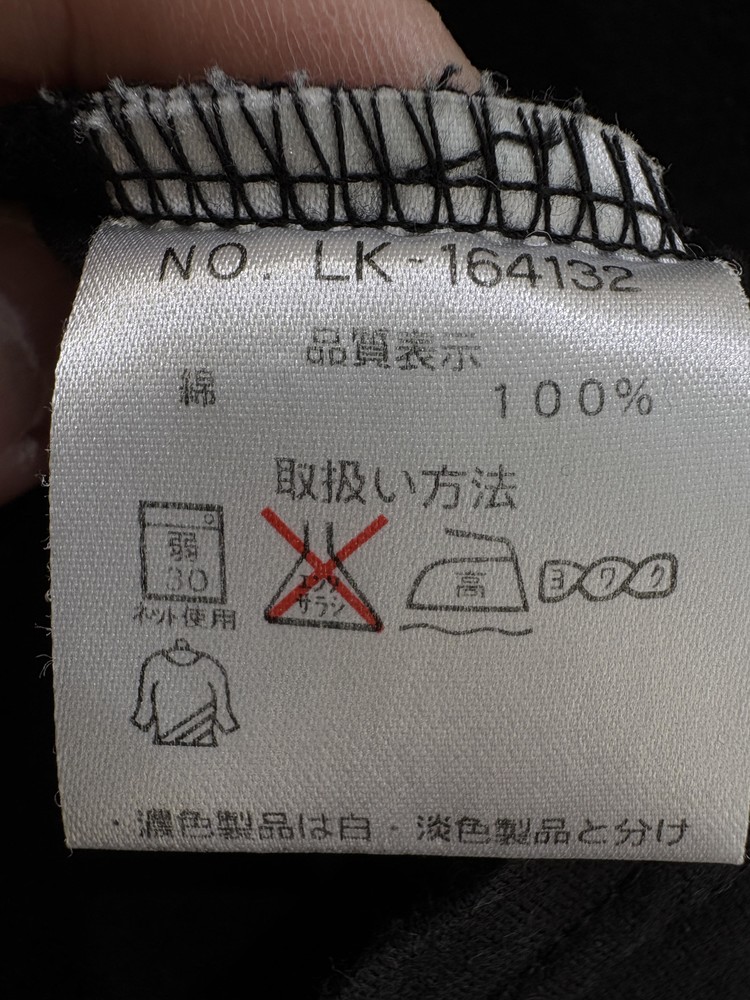 NO. LK-164132
品質表示
綿 100%
取扱い方法
弱
30
ネット使用
エンソ
サラシ
高
ヨワク
・濃色製品は白・淡色製品と分け